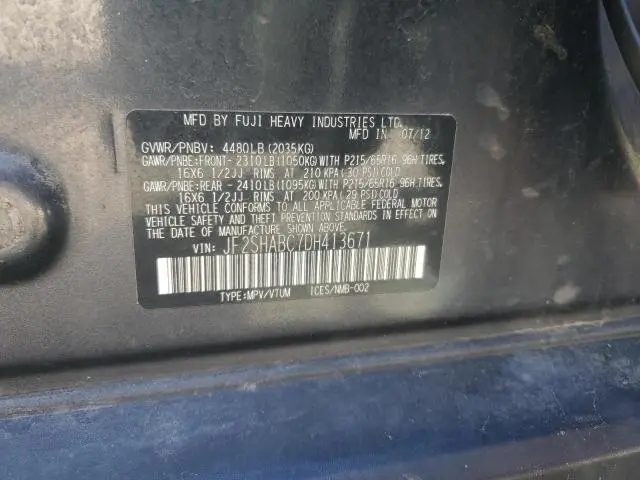 MFD BY FUJI HEAVY INDUSTRIES LTD.
MFD IN 07/12
GVWR/PNBV: 4480LB(2035KG)
GAWR/PNBE:FRONT- 2310LB(1050KG)WITH P215/65R16 96H TIRES,
16X6 1/2JJ RIMS AT 210 KPA(30 PSI)COLD
GAWR/PNBE:REAR - 2410LB(1095KG)WITH P215/65R16 96H TIRES,
16X6 1/2JJ RIMS AT 200 KPA(29 PSI)COLD
THIS VEHICLE CONFORMS TO ALL APPLICABLE FEDERAL MOTOR
VEHICLE SAFETY AND THEFT PREVENTION STANDARDS IN EFFECT ON
THE DATE OF MANUFACTURE SHOWN ABOVE.
VIN: JF2SHABC7DH413671
TYPE:MPV/VTUM ICES/NMB-002